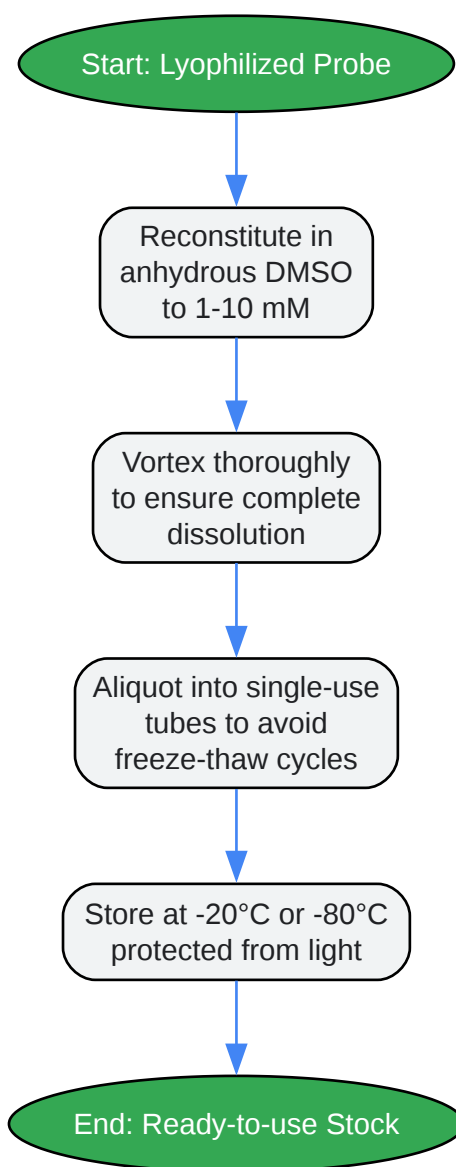 Start: Lyophilized Probe
Reconstitute in
anhydrous DMSO
to 1-10 mM
Vortex thoroughly
to ensure complete
dissolution
Aliquot into single-use
tubes to avoid
freeze-thaw cycles
Store at -20°C or -80°C
protected from light
End: Ready-to-use Stock